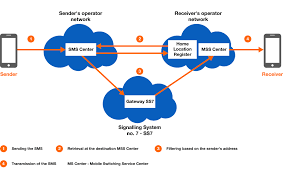 Sender's operator
network
Receiver's operator
network
SMS Center
Home
Location
Register
MSS Center
Sender
Receiver
Gateway SS7
Signalling System
no. 7 - SS7
Sending the SMS
Retrieval of the destination MSS Center
Filtering based on the sender's address
Transmission of the SMS
MS Center : Mobile Switching Service Center